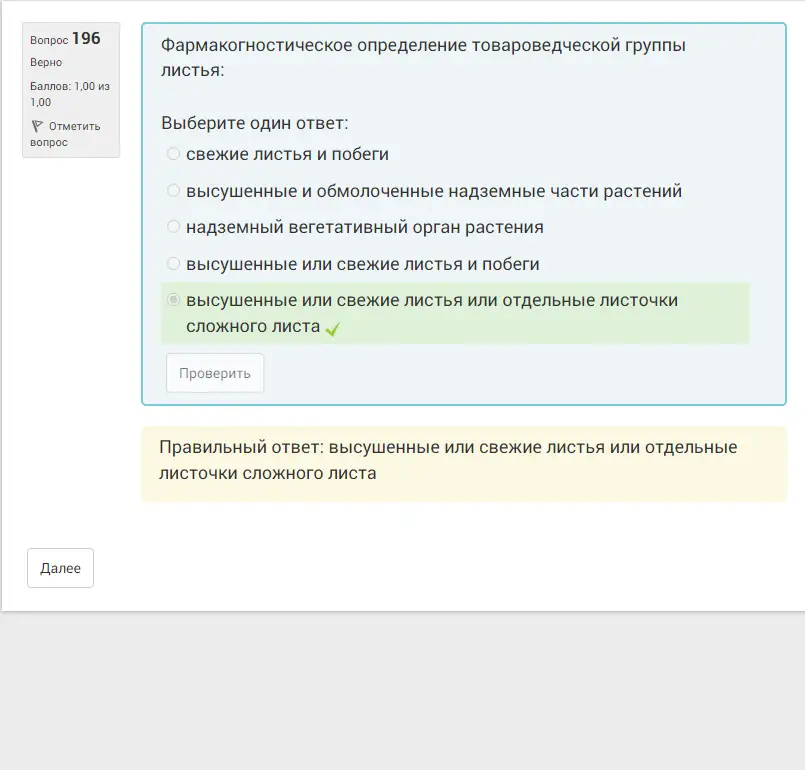 Вопрос 196
Верно
Баллов: 1,00 из
1,00
Отметить
вопрос
Фармакогностическое определение товароведческой группы
листья:
Выберите один ответ:
свежие листья и побеги
высушенные и обмолоченные надземные части растений
надземный вегетативный орган растения
высушенные или свежие листья и побеги
высушенные или свежие листья или отдельные листочки
сложного листа
Проверить
Правильный ответ: высушенные или свежие листья или отдельные
листочки сложного листа
Далее